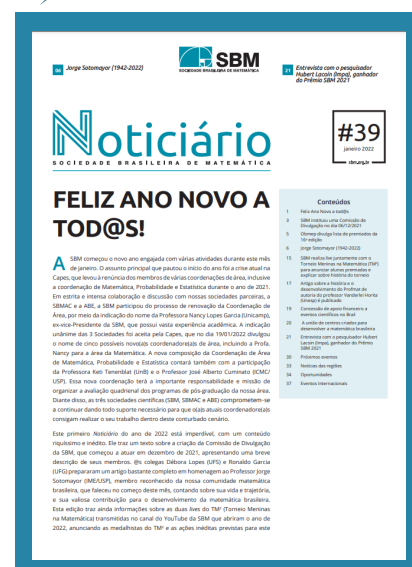 06 Jorge Sotomayor (1942-2022)
SBM
SOCIEDADE BRASILEIRA DE MATEMÁTICA
21 Entrevista com o pesquisador
Hubert Lacoin (Impa), ganhador
do Prêmio SBM 2021
Noticiário
SOCIEDADE BRASILEIRA DE MATEMÁTICA
#39
janeiro 2022
sbm.org.br
FELIZ ANO NOVO A
TOD@S!
A SBM começou o novo ano engajada com várias atividades durante este mês
de janeiro. O assunto principal que pautou o início do ano foi a crise atual na
Capes, que levou à renúncia dos membros de várias coordenações de área, inclusive
a coordenação de Matemática, Probabilidade e Estatística durante o ano de 2021.
Em estrita e intensa colaboração e discussão com nossas sociedades parceiras, a
SBMAC e a ABE, a SBM participou do processo de renovação da Coordenação de
Área, por meio da indicação do nome da Professora Nancy Lopes Garcia (Unicamp),
ex-vice-Presidente da SBM, que possui vasta experiência acadêmica. A indicação
unânime das 3 Sociedades foi aceita pela Capes, que no dia 19/01/2022 divulgou
o nome de cinco possíveis novo(a)s coordenadore(a)s de área, incluindo a Profa.
Nancy para a área da Matemática. A nova composição da Coordenação de Área
de Matemática, Probabilidade e Estatística contará também com a participação
da Professora Keti Tenenblat (UnB) e o Professor José Alberto Cuminato (ICMC/
USP). Essa nova coordenação terá a importante responsabilidade e missão de
organizar a avaliação quadrienal dos programas de pós-graduação da nossa área.
Diante disso, as três sociedades científicas (SBM, SBMAC e ABE) comprometem-se
a continuar dando todo suporte necessário para que o(a)s atuais coordenadore(a)s
consigam realizar o seu trabalho dentro deste conturbado cenário.
Este primeiro Noticiário do ano de 2022 está imperdível, com um conteúdo
riquíssimo e inédito. Ele traz um texto sobre a criação da Comissão de Divulgação
da SBM, que começou a atuar em dezembro de 2021, apresentando uma breve
descrição de seus membros. @s colegas Débora Lopes (UFS) e Ronaldo Garcia
(UFG) prepararam um artigo bastante completo em homenagem ao Professor Jorge
Sotomayor (IME/USP), membro reconhecido da nossa comunidade matemática
brasileira, que faleceu no começo deste mês, contando sobre sua vida e trajetória,
e sua valiosa contribuição para o desenvolvimento da matemática brasileira.
Esta edição traz ainda informações sobre as duas lives do TM² (Torneio Meninas
na Matemática) transmitidas no canal do YouTube da SBM que abriram o ano de
2022, anunciando as medalhistas do TM² e as ações inéditas previstas para este
Conteúdos
1 Feliz Ano Novo a tod@s
3 SBM institui uma Comissão de
Divulgação no dia 06/12/2021
5 Obmep divulga lista de premiados da
16ª edição
6 Jorge Sotomayor (1942-2022)
15 SBM realiza live juntamente com o
Torneio Meninas na Matemática (TM²)
para anunciar alunas premiadas e
explicar sobre história do torneio
17 Artigo sobre a história e o
desenvolvimento do Profmat de
autoria do professor Vanderlei Horita
(Unesp) é publicado
19 Concessão de apoio financeiro a
eventos científicos no Brasil
20 A união de centros criados para
desenvolver a matemática brasileira
21 Entrevista com o pesquisador Hubert
Lacoin (Impa), ganhador do Prêmio
SBM 2021
30 Próximos eventos
33 Notícias das regiões
34 Oportunidades
37 Eventos internacionais